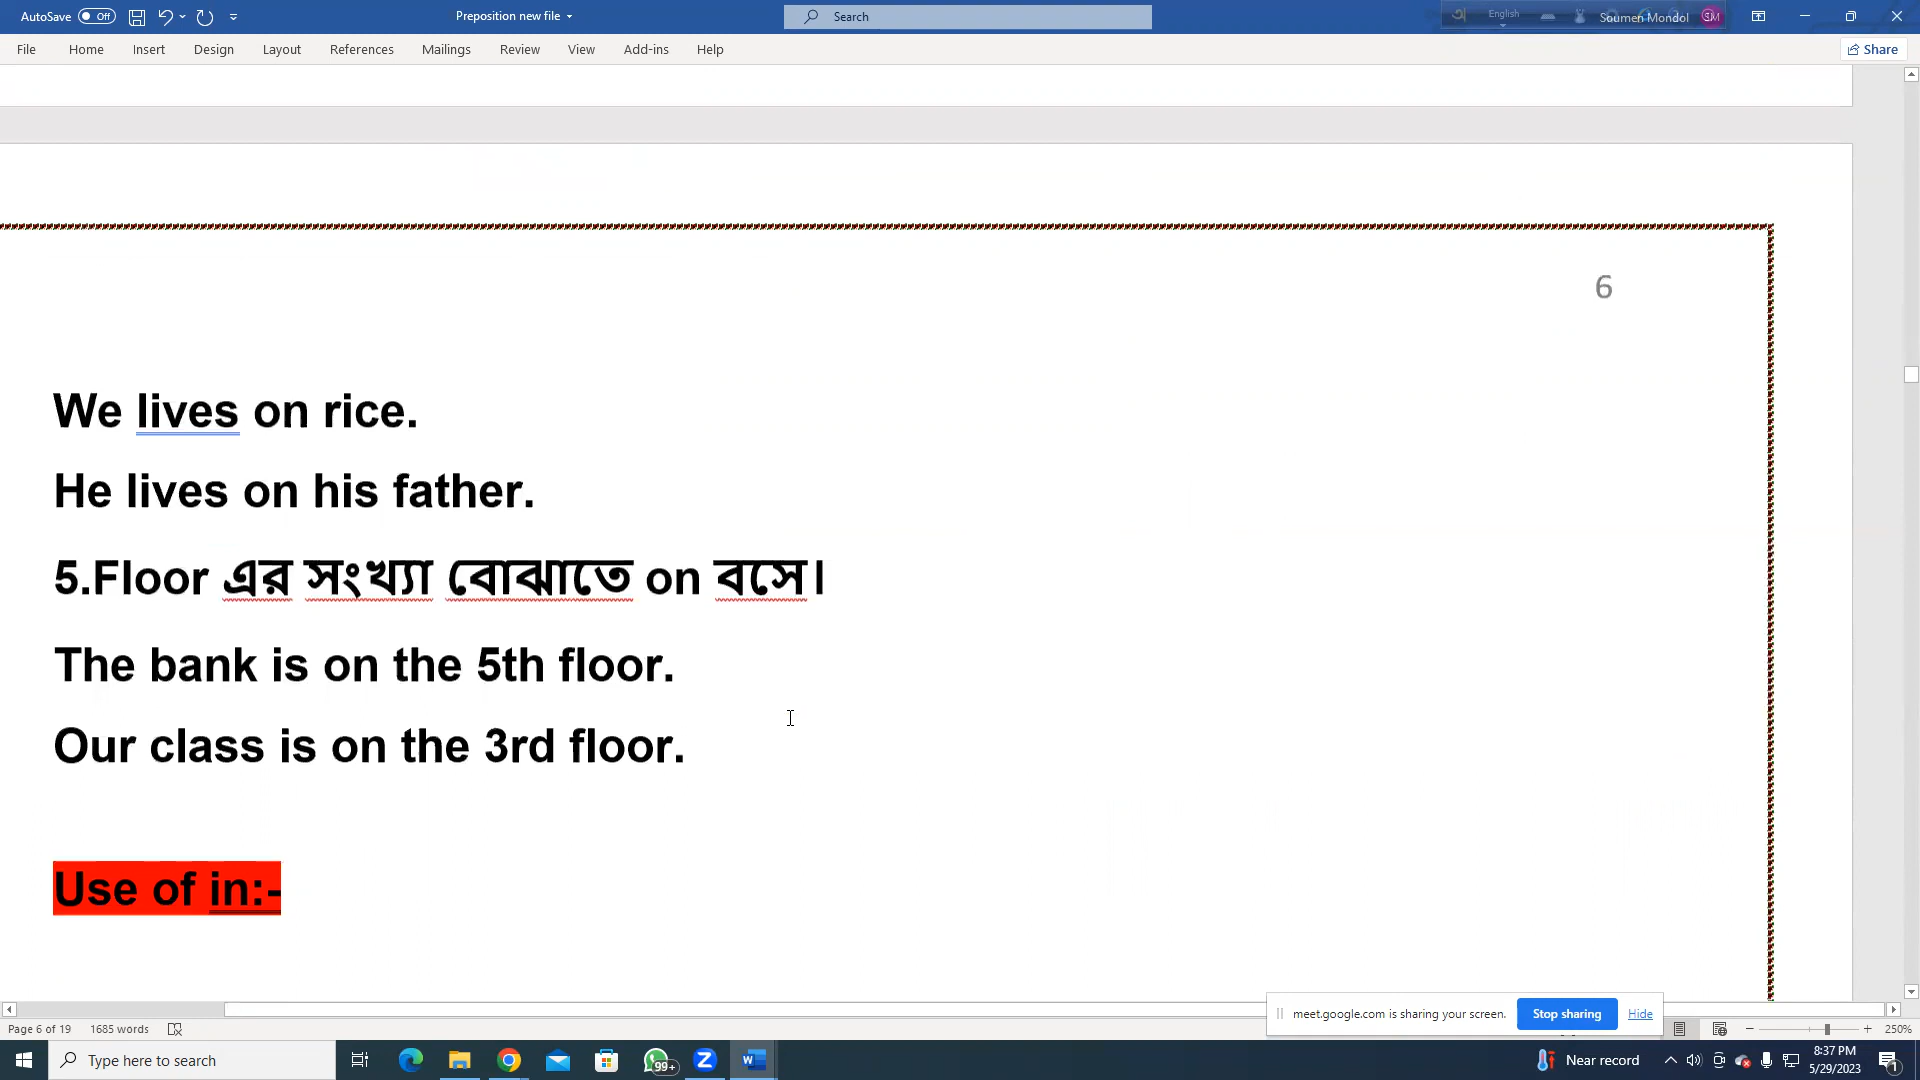 AutoSave Off Preposition new file Search English Soumen Mondol SM
File Home Insert Design Layout References Mailings Review View Add-ins Help Share
6
We lives on rice.
He lives on his father.
5.Floor এর সংখ্যা বোঝাতে on বসে।
The bank is on the 5th floor.
Our class is on the 3rd floor.
Use of in:-
meet.google.com is sharing your screen. Stop sharing Hide
Page 6 of 19 1685 words 250%
Type here to search 99+ Near record 8:37 PM
5/29/2023 1